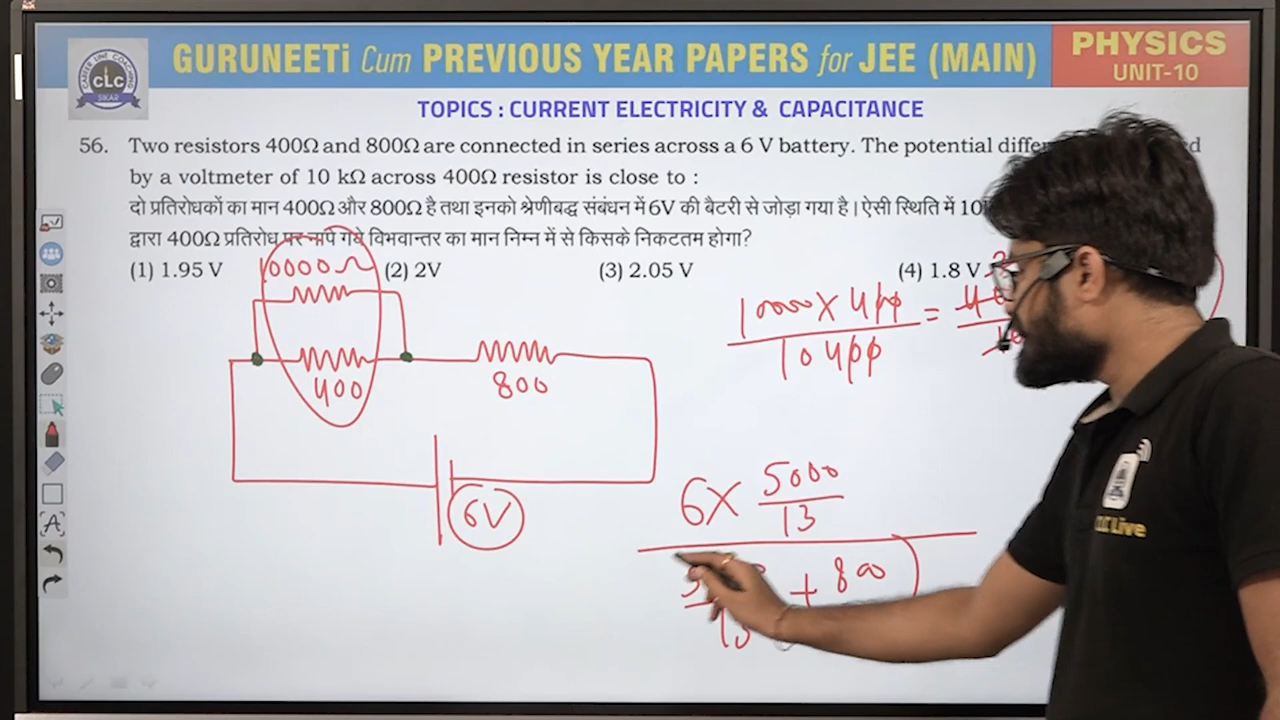 GURUNEETi Cum PREVIOUS YEAR PAPERS for JEE (MAIN)
PHYSICS
UNIT-10
CLC
SIKAR
TOPICS : CURRENT ELECTRICITY & CAPACITANCE
56. Two resistors 400Ω and 800Ω are connected in series across a 6 V battery. The potential
by a voltmeter of 10 kΩ across 400Ω resistor is close to :
दो प्रतिरोधकों का मान 400Ω और 800Ω है तथा इनको श्रेणीबद्ध संबंधन में 6V की बैटरी से जोड़ा गया है। ऐसी स्थिति में
द्वारा 400Ω प्रतिरोध पर नापे गये विभवान्तर का मान निम्न में से किसके निकटतम होगा?
(1) 1.95 V (2) 2V (3) 2.05 V (4) 1.8 V
10000Ω
400
800
6V
10000 X 400
10400
=
6 X 5000
13
+ 800
13
Live